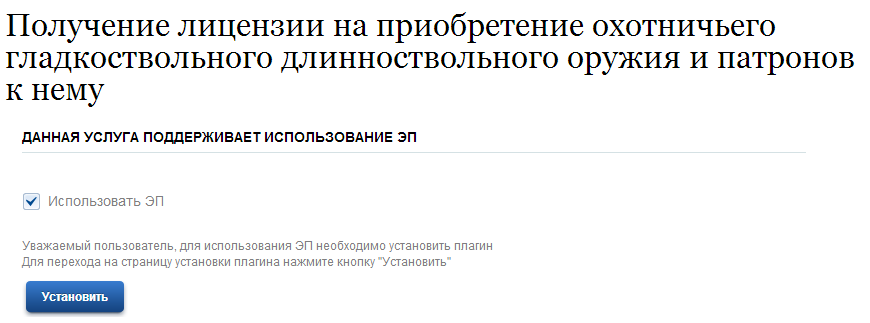 Получение лицензии на приобретение охотничьего
гладкоствольного длинноствольного оружия и патронов
к нему
ДАННАЯ УСЛУГА ПОДДЕРЖИВАЕТ ИСПОЛЬЗОВАНИЕ ЭП
Использовать ЭП
Уважаемый пользователь, для использования ЭП необходимо установить плагин
Для перехода на страницу установки плагина нажмите кнопку "Установить"
Установить